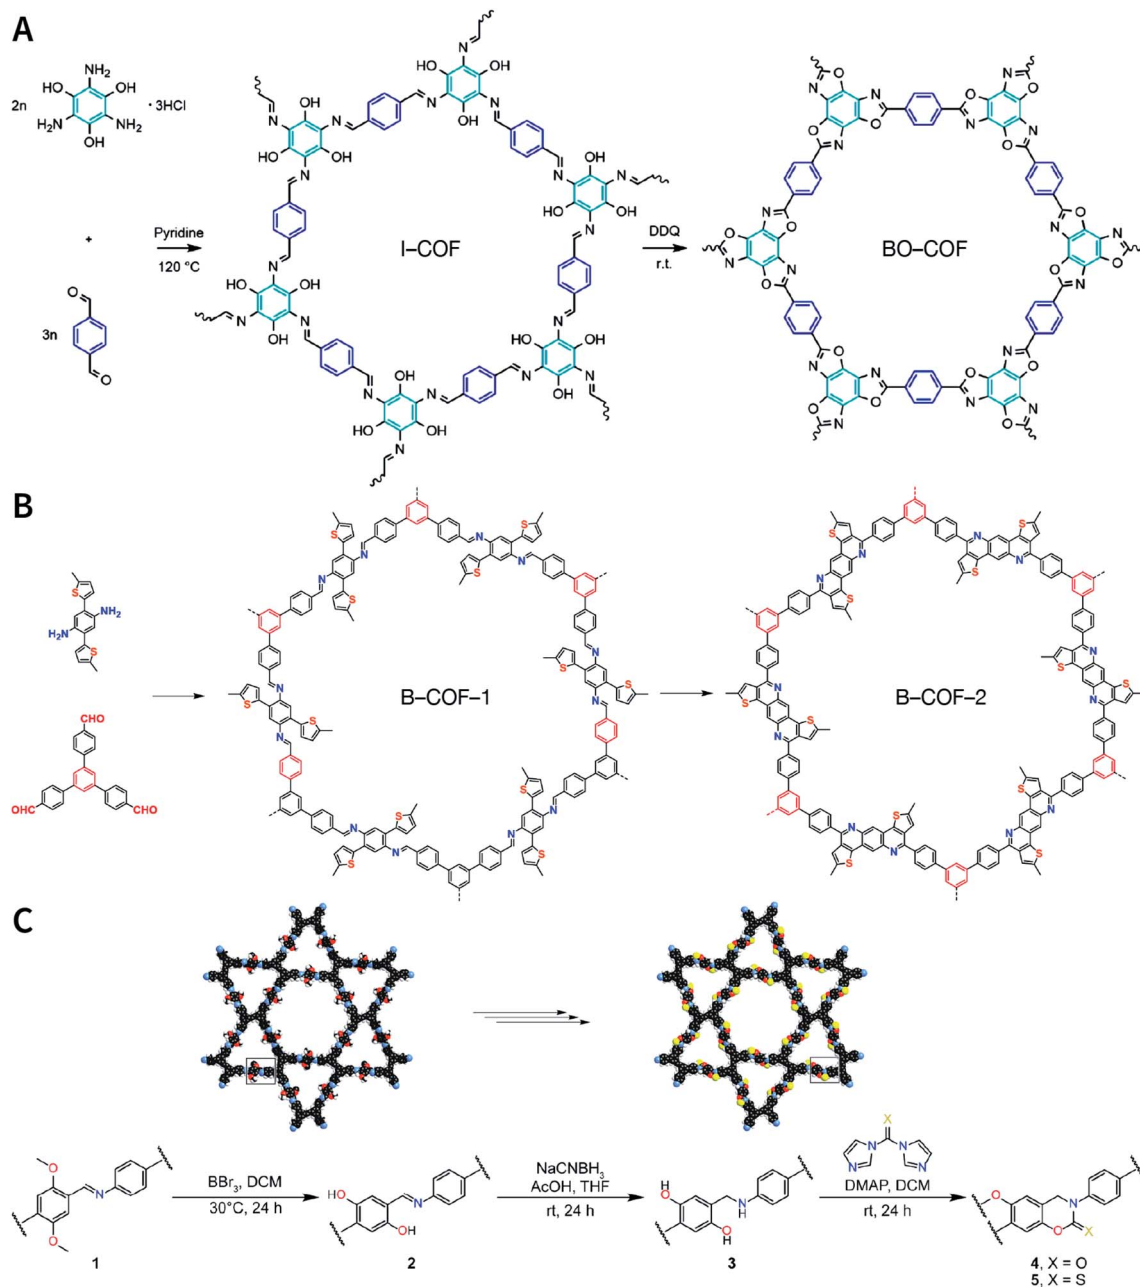 A
2n
NH2
HO
OH
H2N
NH2
OH
· 3HCl
+
3n
O
O
Pyridine
120 °C
I–COF
DDQ
r.t.
BO–COF
B
S
NH2
H2N
S
CHO
OHC
CHO
B–COF–1
B–COF–2
C
O
N
O
1
BBr3, DCM
30°C, 24 h
HO
N
OH
2
NaCNBH3
AcOH, THF
rt, 24 h
H
O
N
H
O
H
3
X
N
N
N
N
DMAP, DCM
rt, 24 h
O
N
O
X
4, X = O
5, X = S